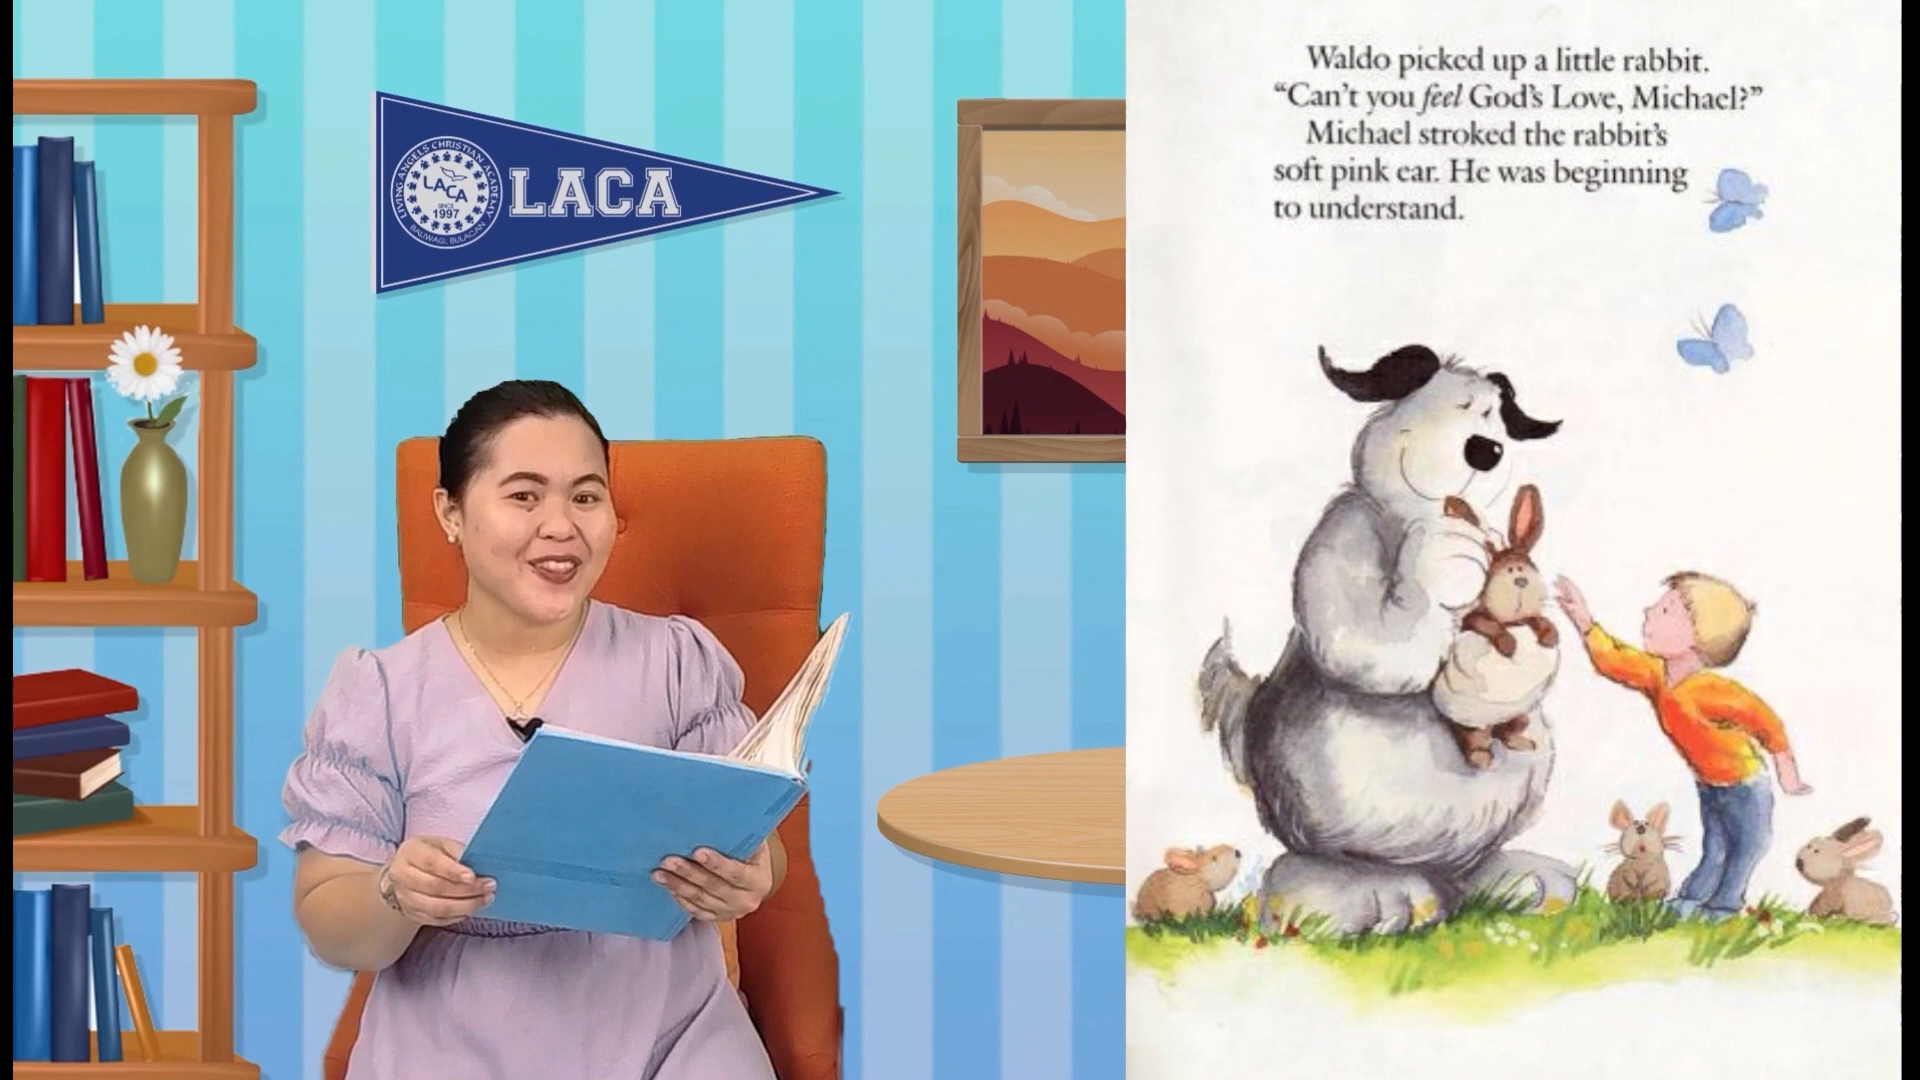 LIVING ANGELS CHRISTIAN ACADEMY
LACA
SINCE
1997
BALIWAG, BULACAN
LACA
Waldo picked up a little rabbit.
“Can’t you feel God’s Love, Michael?”
Michael stroked the rabbit’s
soft pink ear. He was beginning
to understand.